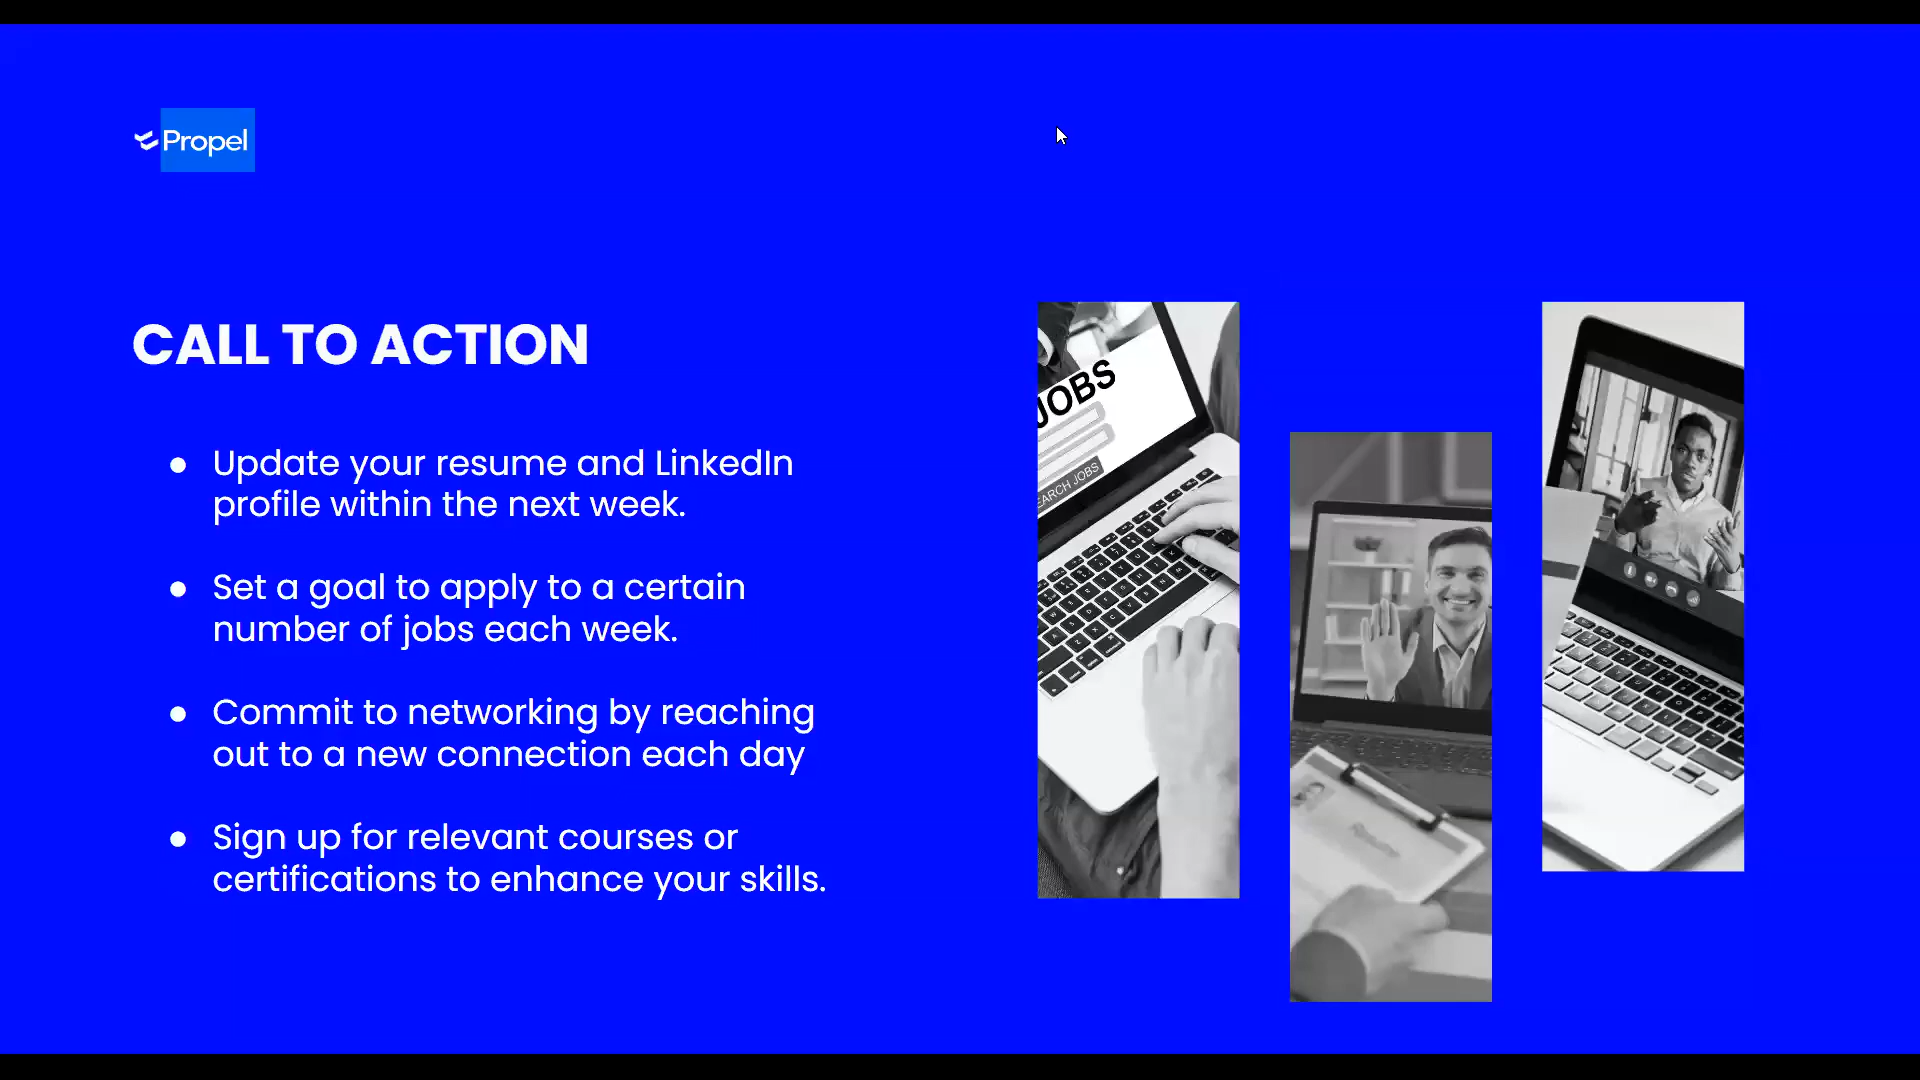 Propel
CALL TO ACTION
● Update your resume and LinkedIn
profile within the next week.
● Set a goal to apply to a certain
number of jobs each week.
● Commit to networking by reaching
out to a new connection each day
● Sign up for relevant courses or
certifications to enhance your skills.
JOBS
EARCH JOBS